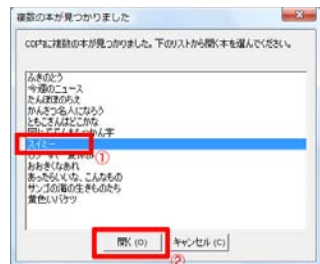 複数の本が見つかりました
CD内に複数の本が見つかりました。下のリストから開く本を選んでください。
ふきのとう
今週のニュース
たんぽぽのちえ
かんさつ名人になろう
ともこさんはどこかな
スイミー
①
おおきくなあれ
あったらいいな、こんなもの
サンゴの海の生きものたち
黄色いバケツ
開く(O)
キャンセル(C)
②